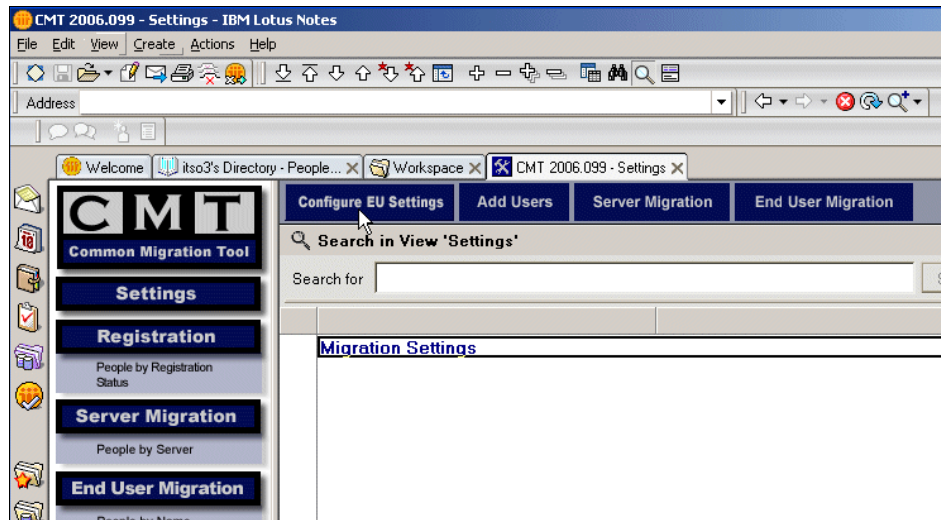 CMT 2006.099 - Settings - IBM Lotus Notes
File Edit View Create Actions Help
Address
Welcome itso3's Directory - People... Workspace CMT 2006.099 - Settings
CMT
Common Migration Tool
Configure EU Settings Add Users Server Migration End User Migration
Search in View 'Settings'
Search for
Settings
Registration
People by Registration
Status
Migration Settings
Server Migration
People by Server
End User Migration
People by Name